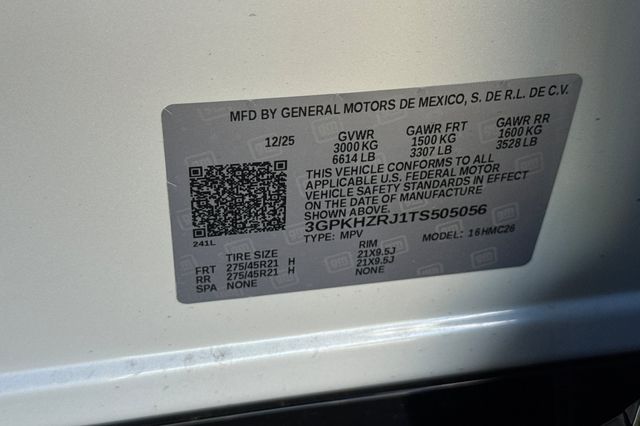 MFD BY GENERAL MOTORS DE MEXICO, S. DE R.L. DE C.V.
12/25 GVWR GAWR FRT GAWR RR
3000 KG 1500 KG 1600 KG
6614 LB 3307 LB 3528 LB
THIS VEHICLE CONFORMS TO ALL
APPLICABLE U.S. FEDERAL MOTOR
VEHICLE SAFETY STANDARDS IN EFFECT
ON THE DATE OF MANUFACTURE
SHOWN ABOVE.
3GPKHZRJ1TS505056
241L
TYPE: MPV MODEL: 16HMC26
TIRE SIZE RIM
FRT 275/45R21 H 21X9.5J
RR 275/45R21 H 21X9.5J
SPA NONE NONE